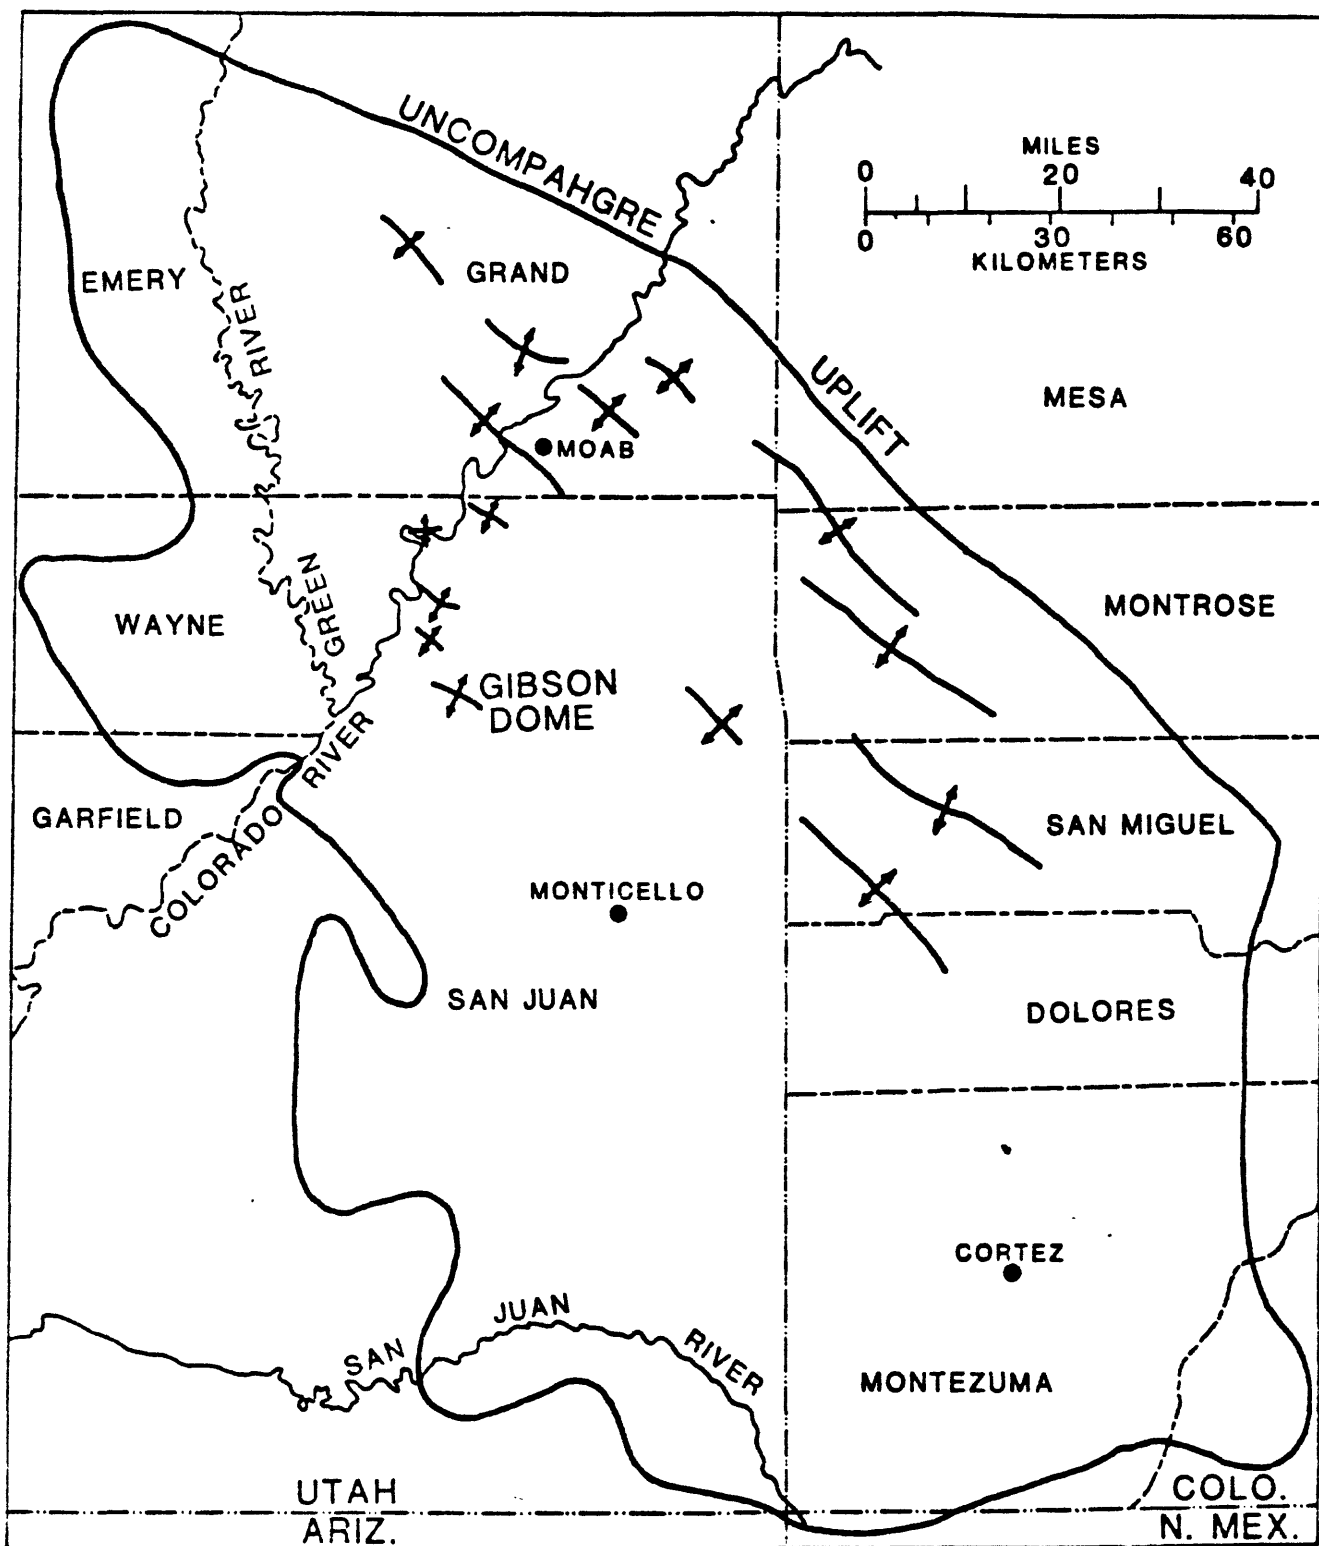 UNCOMPAHGRE
UPLIFT
MILES
0 20 40
0 30 60
KILOMETERS
EMERY
GRAND
MESA
GREEN RIVER
MOAB
WAYNE
MONTROSE
GIBSON
DOME
COLORADO RIVER
GARFIELD
SAN MIGUEL
MONTICELLO
SAN JUAN
DOLORES
CORTEZ
SAN JUAN RIVER
MONTEZUMA
UTAH
ARIZ.
COLO.
N. MEX.